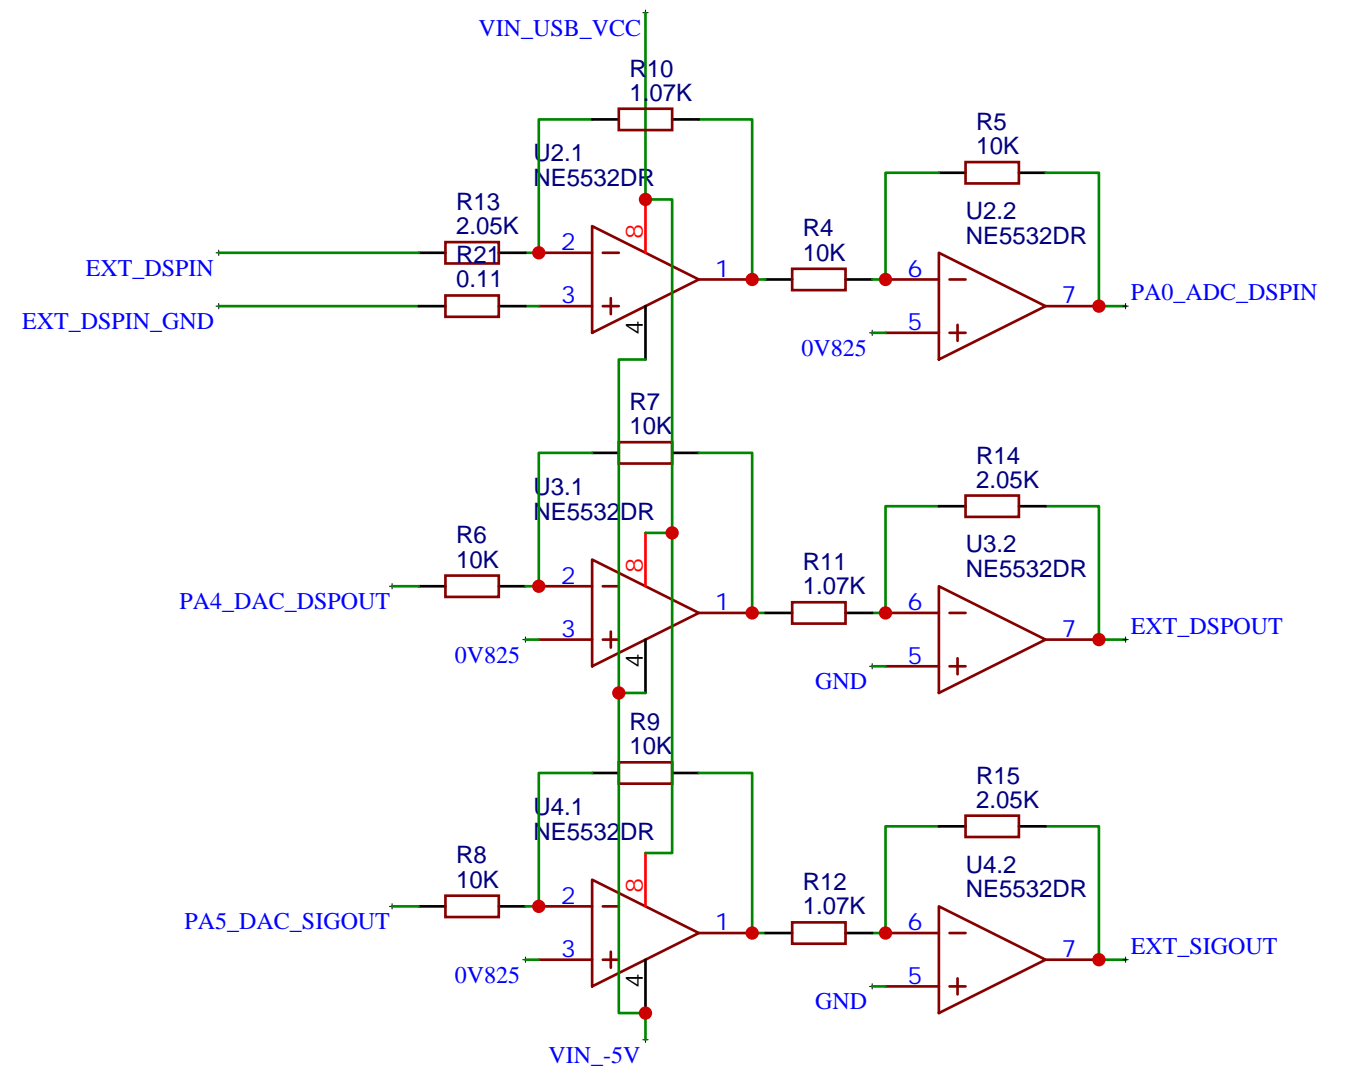 VIN_USB_VCC
R10
1.07K
U2.1
NE5532DR
R13
2.05K
R21
0.11
EXT_DSPIN
EXT_DSPIN_GND
2
3
8
4
1
R4
10K
R5
10K
U2.2
NE5532DR
6
5
7
0V825
PA0_ADC_DSPIN
R7
10K
U3.1
NE5532DR
R6
10K
PA4_DAC_DSPOUT
0V825
2
3
8
4
1
R11
1.07K
R14
2.05K
U3.2
NE5532DR
6
5
7
GND
EXT_DSPOUT
R9
10K
U4.1
NE5532DR
R8
10K
PA5_DAC_SIGOUT
0V825
2
3
8
4
1
R12
1.07K
R15
2.05K
U4.2
NE5532DR
6
5
7
GND
EXT_SIGOUT
VIN_-5V